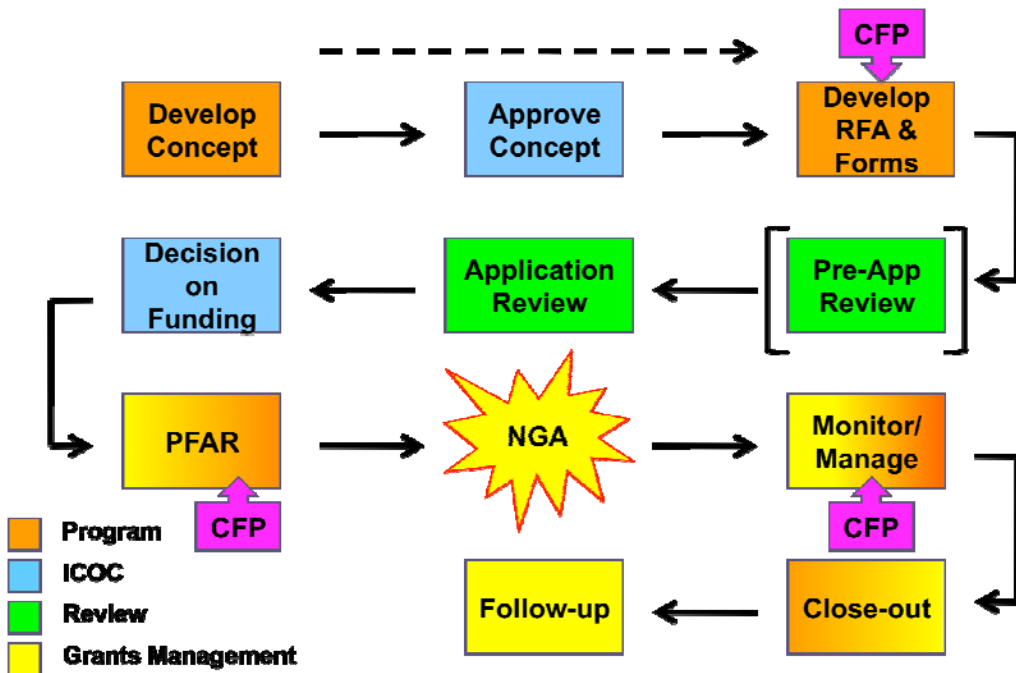 CFP
Develop
Concept
Approve
Concept
Develop
RFA &
Forms
Decision
on
Funding
Application
Review
Pre-App
Review
PFAR
NGA
Monitor/
Manage
CFP
CFP
Program
ICOC
Review
Grants Management
Follow-up
Close-out